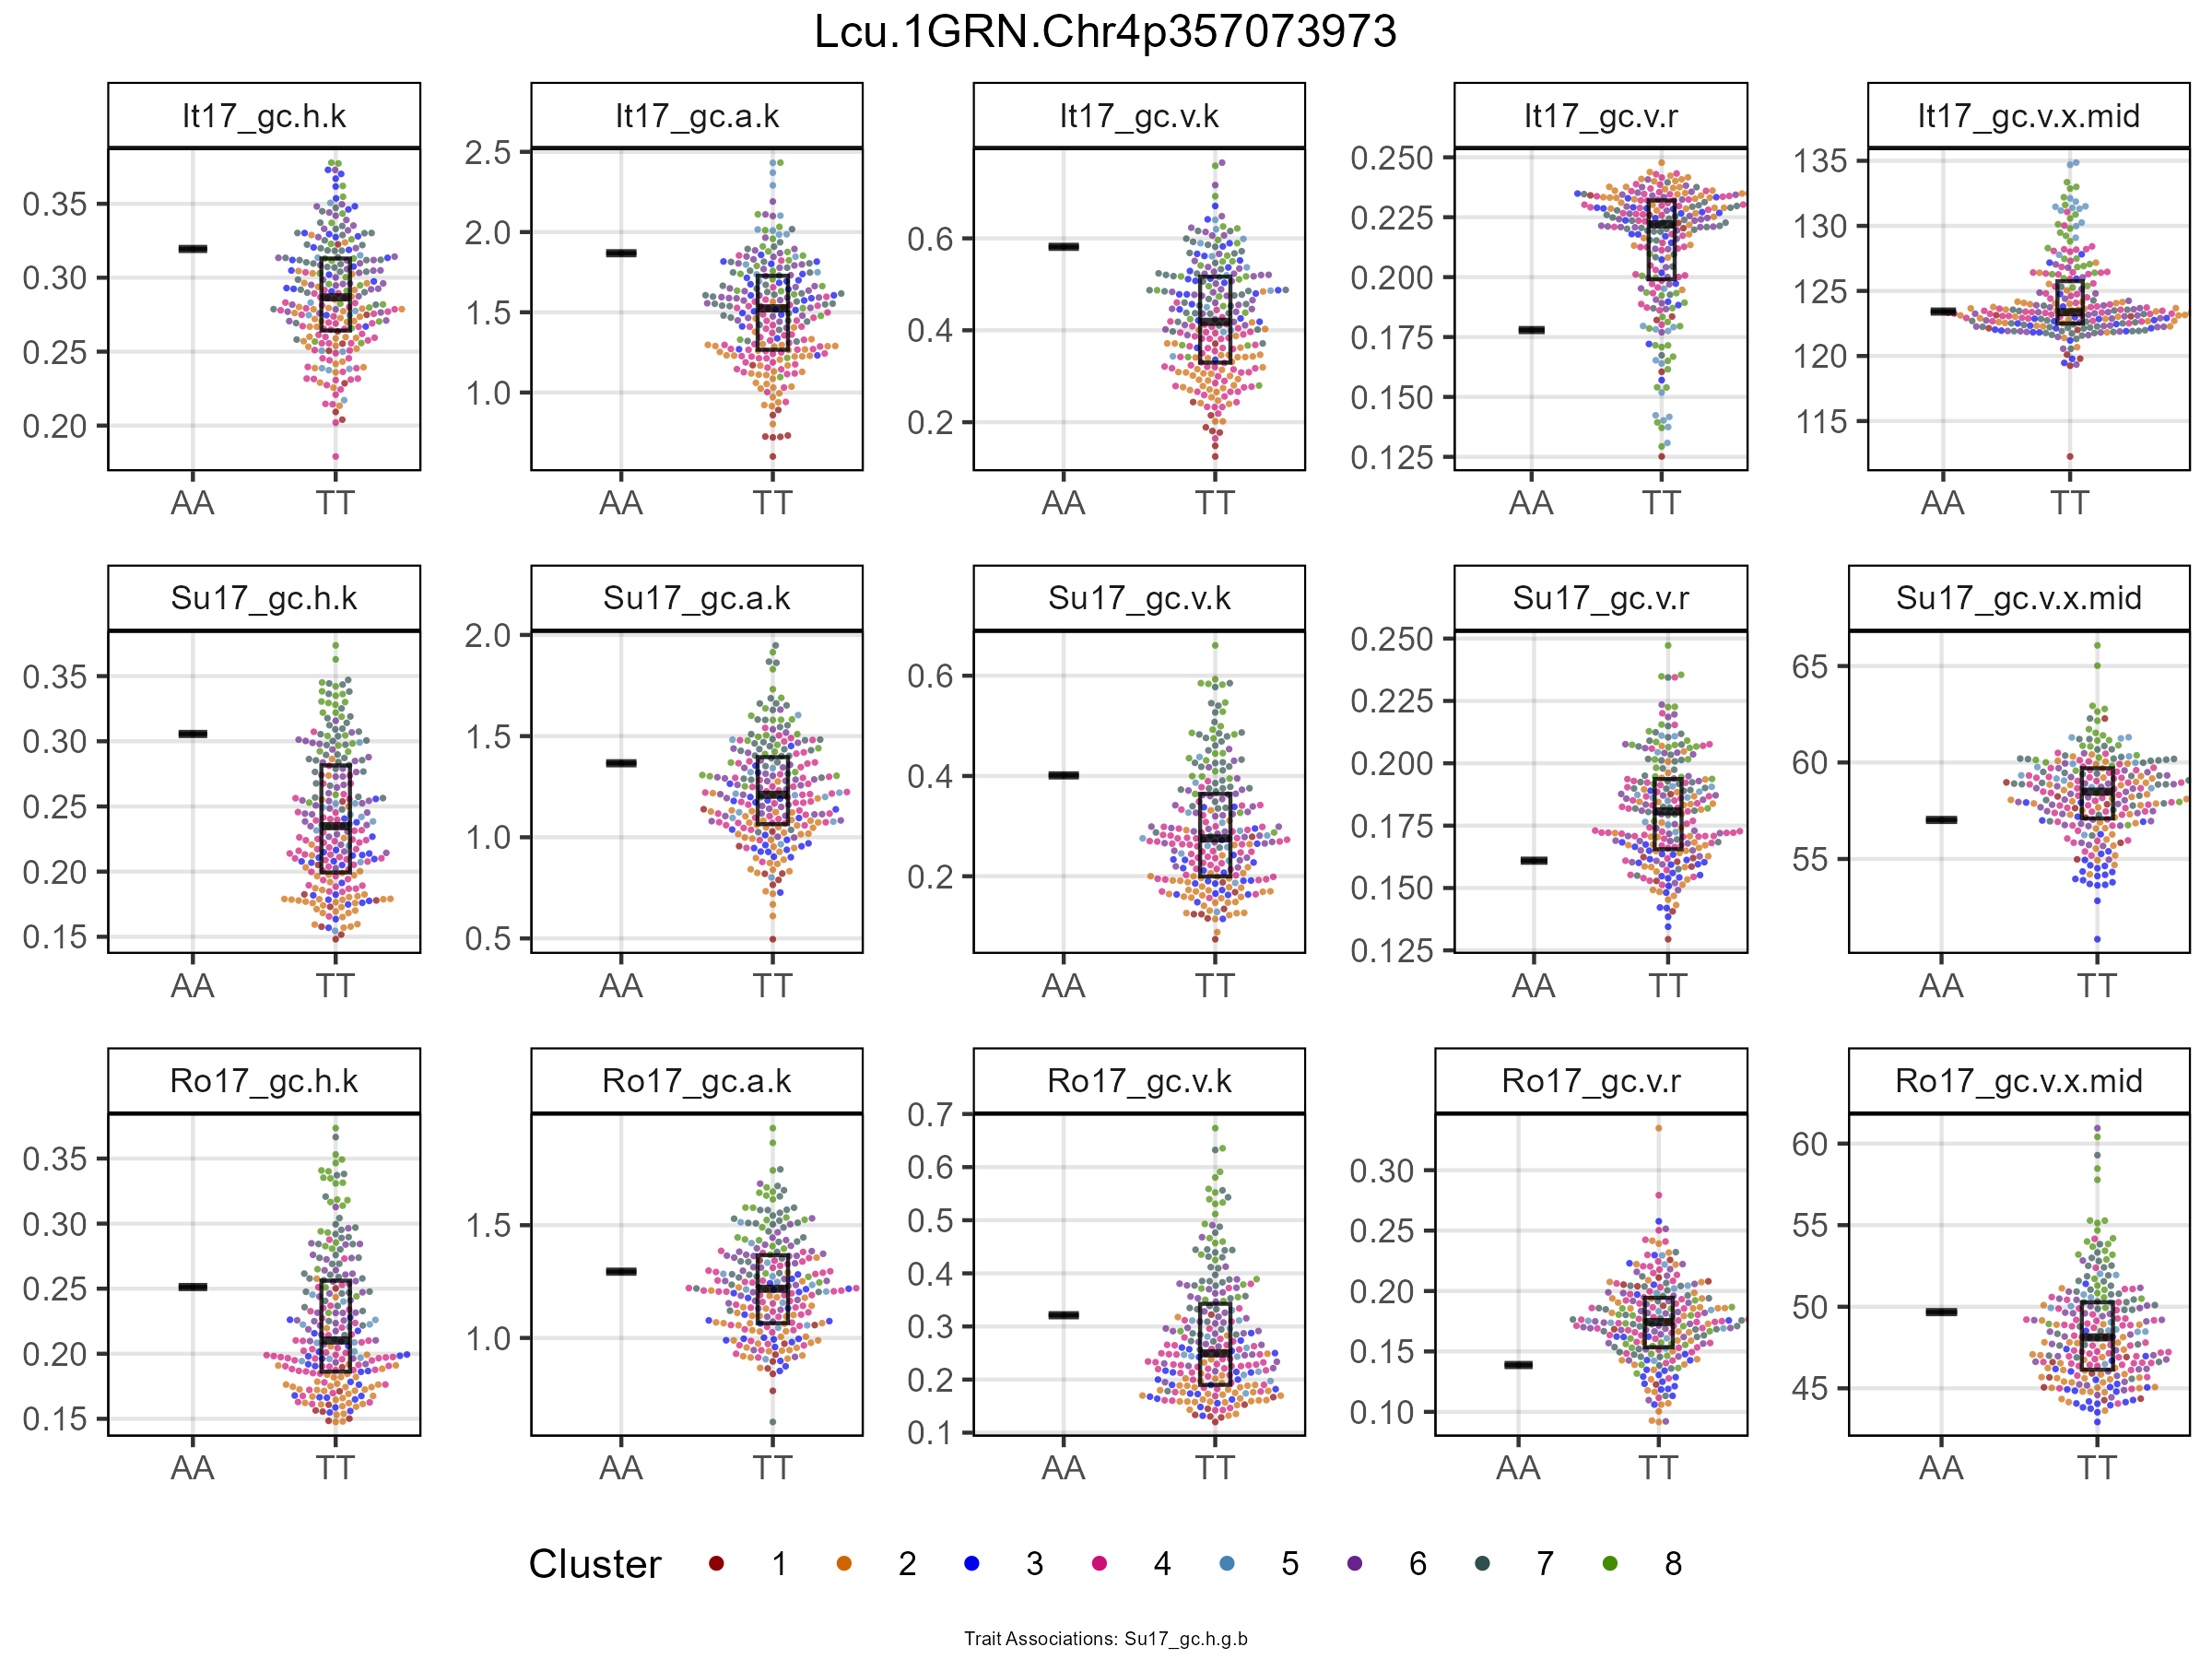 Lcu.1GRN.Chr4p357073973
It17_gc.h.k It17_gc.a.k It17_gc.v.k It17_gc.v.r It17_gc.v.x.mid
0.35 0.30 0.25 0.20
2.5 2.0 1.5 1.0
0.6 0.4 0.2
0.250 0.225 0.200 0.175 0.150 0.125
135 130 125 120 115
AA TT AA TT AA TT AA TT AA TT
Su17_gc.h.k Su17_gc.a.k Su17_gc.v.k Su17_gc.v.r Su17_gc.v.x.mid
0.35 0.30 0.25 0.20 0.15
2.0 1.5 1.0 0.5
0.6 0.4 0.2
0.250 0.225 0.200 0.175 0.150 0.125
65 60 55
AA TT AA TT AA TT AA TT AA TT
Ro17_gc.h.k Ro17_gc.a.k Ro17_gc.v.k Ro17_gc.v.r Ro17_gc.v.x.mid
0.35 0.30 0.25 0.20 0.15
1.5 1.0
0.7 0.6 0.5 0.4 0.3 0.2 0.1
0.30 0.25 0.20 0.15 0.10
60 55 50 45
AA TT AA TT AA TT AA TT AA TT
Cluster 1 2 3 4 5 6 7 8
Trait Associations: Su17_gc.h.g.b